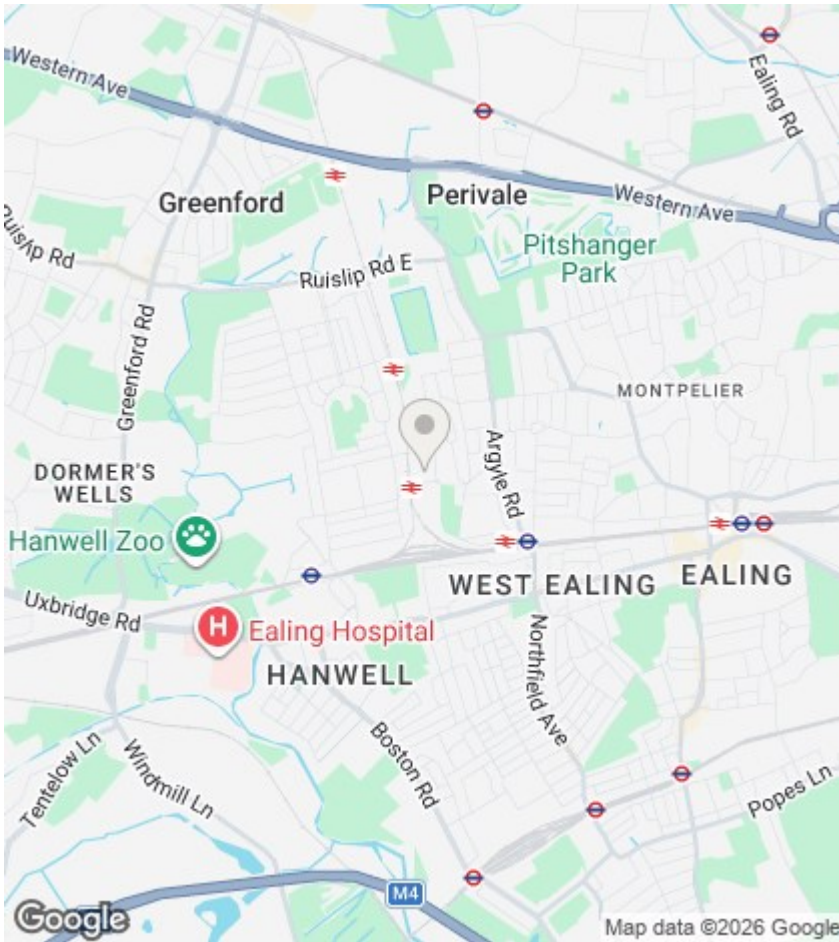 Western Ave
Ealing Rd
Greenford
Perivale
Western Ave
Ruislip Rd
Pitshanger
Park
Ruislip Rd E
Greenford Rd
MONTPELIER
Argyle Rd
DORMER'S
WELLS
Hanwell Zoo
WEST EALING
EALING
Uxbridge Rd
H
Ealing Hospital
HANWELL
Northfield Ave
Boston Rd
Tentelow Ln
Windmill Ln
Popes Ln
M4
Google
Map data ©2026 Google